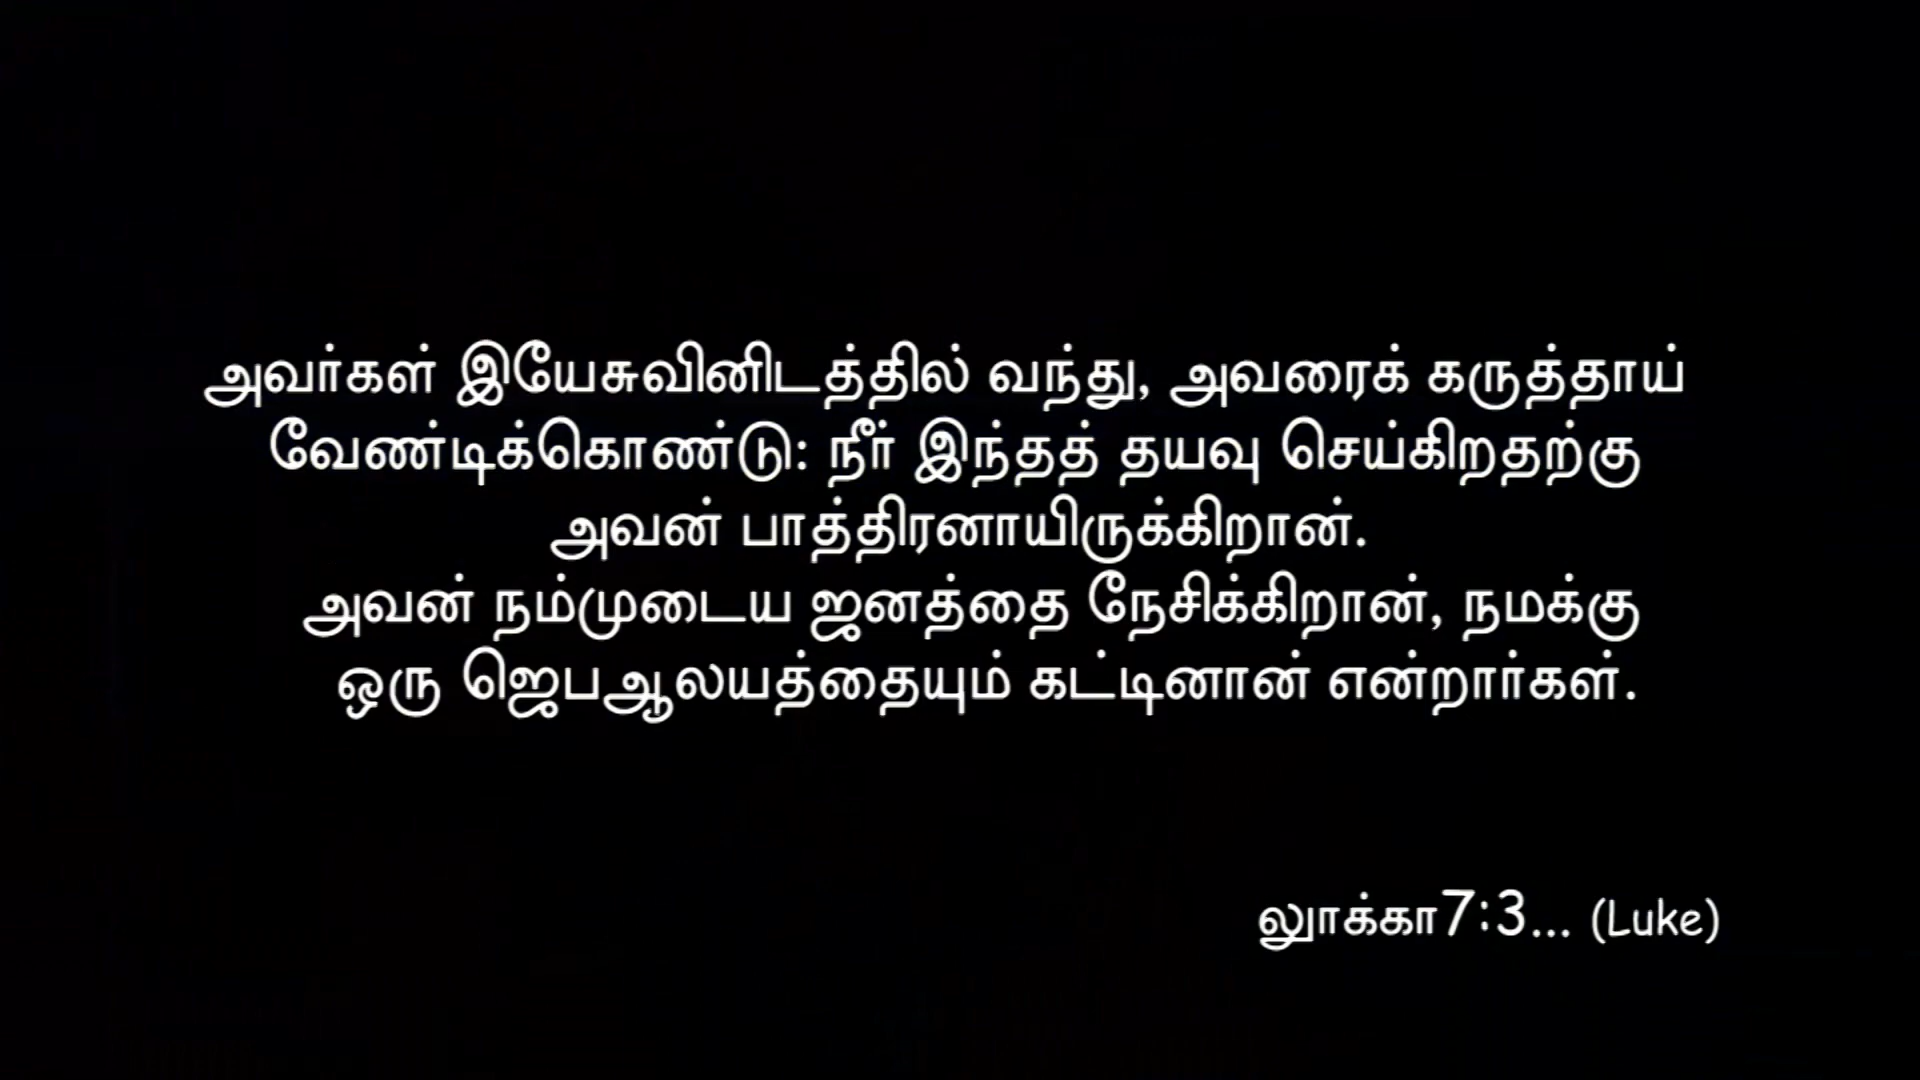 அவர்கள் இயேசுவினிடத்தில் வந்து, அவரைக் கருத்தாய்
வேண்டிக்கொண்டு: நீர் இந்தத் தயவு செய்கிறதற்கு
அவன் பாத்திரனாயிருக்கிறான்.
அவன் நம்முடைய ஜனத்தை நேசிக்கிறான், நமக்கு
ஒரு ஜெபஆலயத்தையும் கட்டினான் என்றார்கள்.
லூக்கா7:3... (Luke)